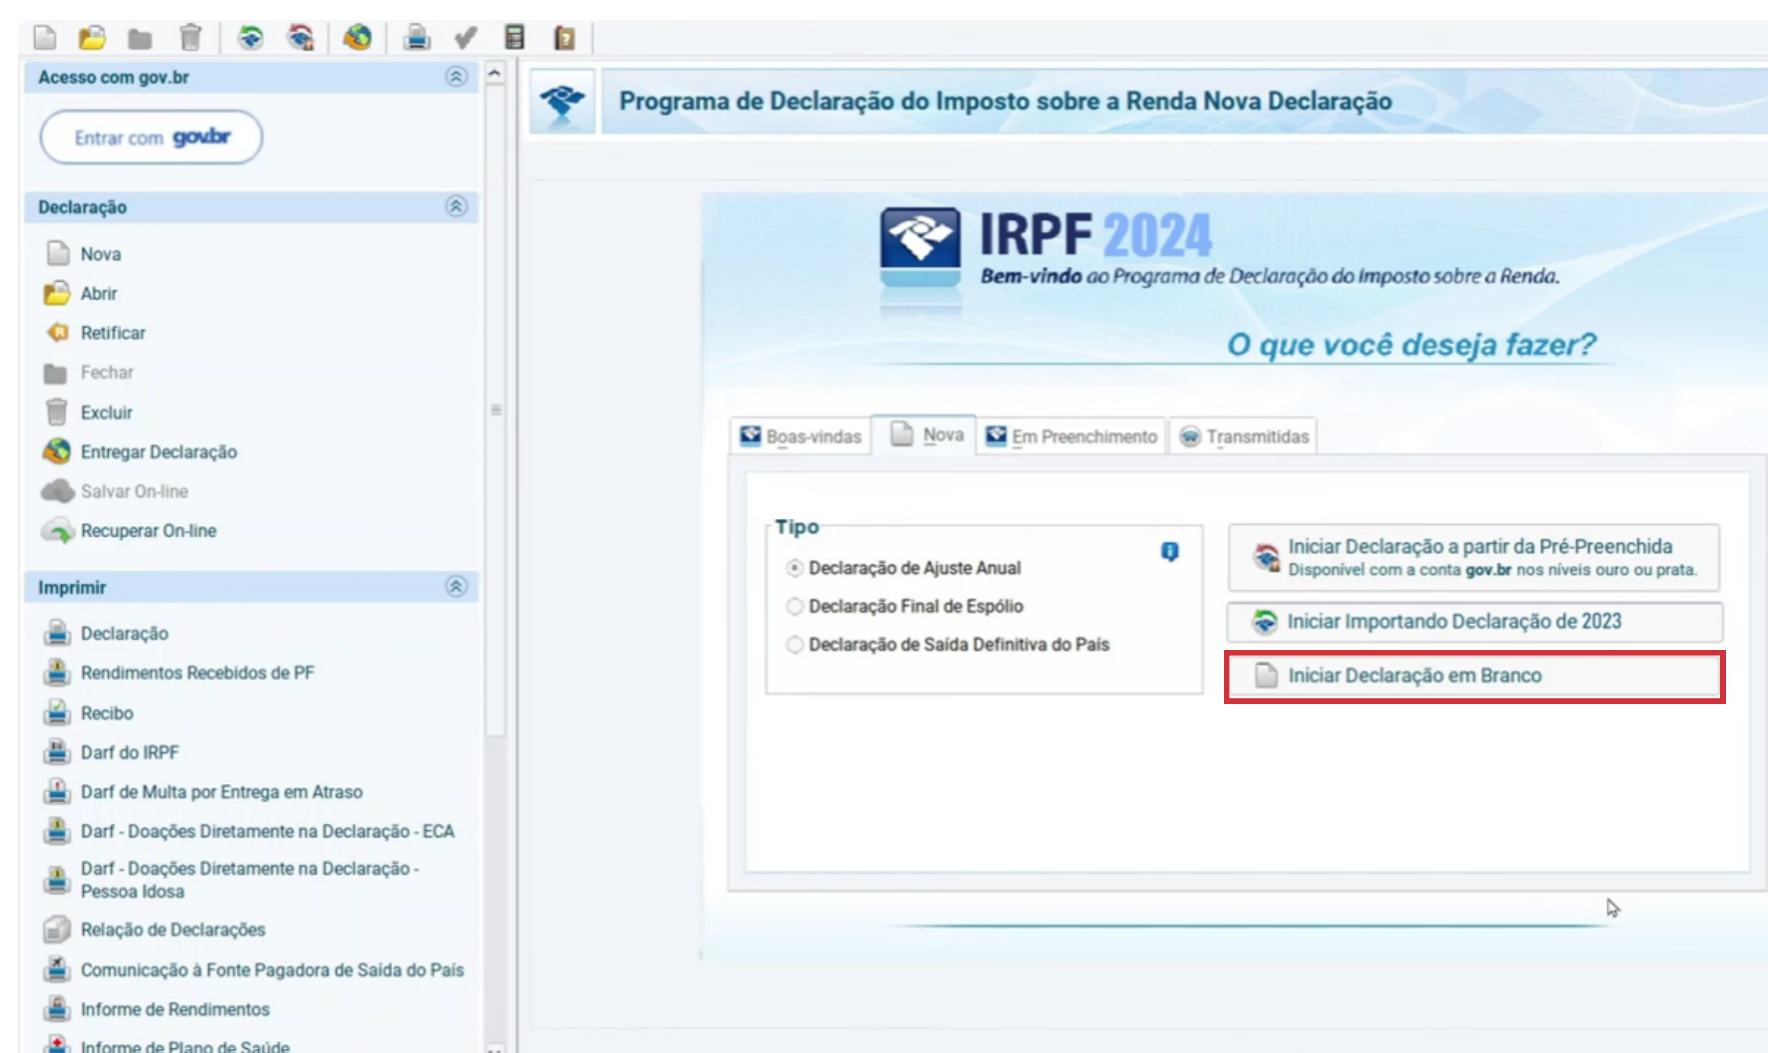 Acesso com gov.br
Entrar com gov.br
Declaração
Nova
Abrir
Retificar
Fechar
Excluir
Entregar Declaração
Salvar On-line
Recuperar On-line
Imprimir
Declaração
Rendimentos Recebidos de PF
Recibo
Darf do IRPF
Darf de Multa por Entrega em Atraso
Darf - Doações Diretamente na Declaração - ECA
Darf - Doações Diretamente na Declaração -
Pessoa Idosa
Relação de Declarações
Comunicação à Fonte Pagadora de Saída do País
Informe de Rendimentos
Informe de Plano de Saúde
Programa de Declaração do Imposto sobre a Renda Nova Declaração
IRPF 2024
Bem-vindo ao Programa de Declaração do Imposto sobre a Renda.
O que você deseja fazer?
Boas-vindas Nova Em Preenchimento Transmitidas
Tipo
Declaração de Ajuste Anual
Declaração Final de Espólio
Declaração de Saída Definitiva do País
Iniciar Declaração a partir da Pré-Preenchida
Disponível com a conta gov.br nos níveis ouro ou prata.
Iniciar Importando Declaração de 2023
Iniciar Declaração em Branco